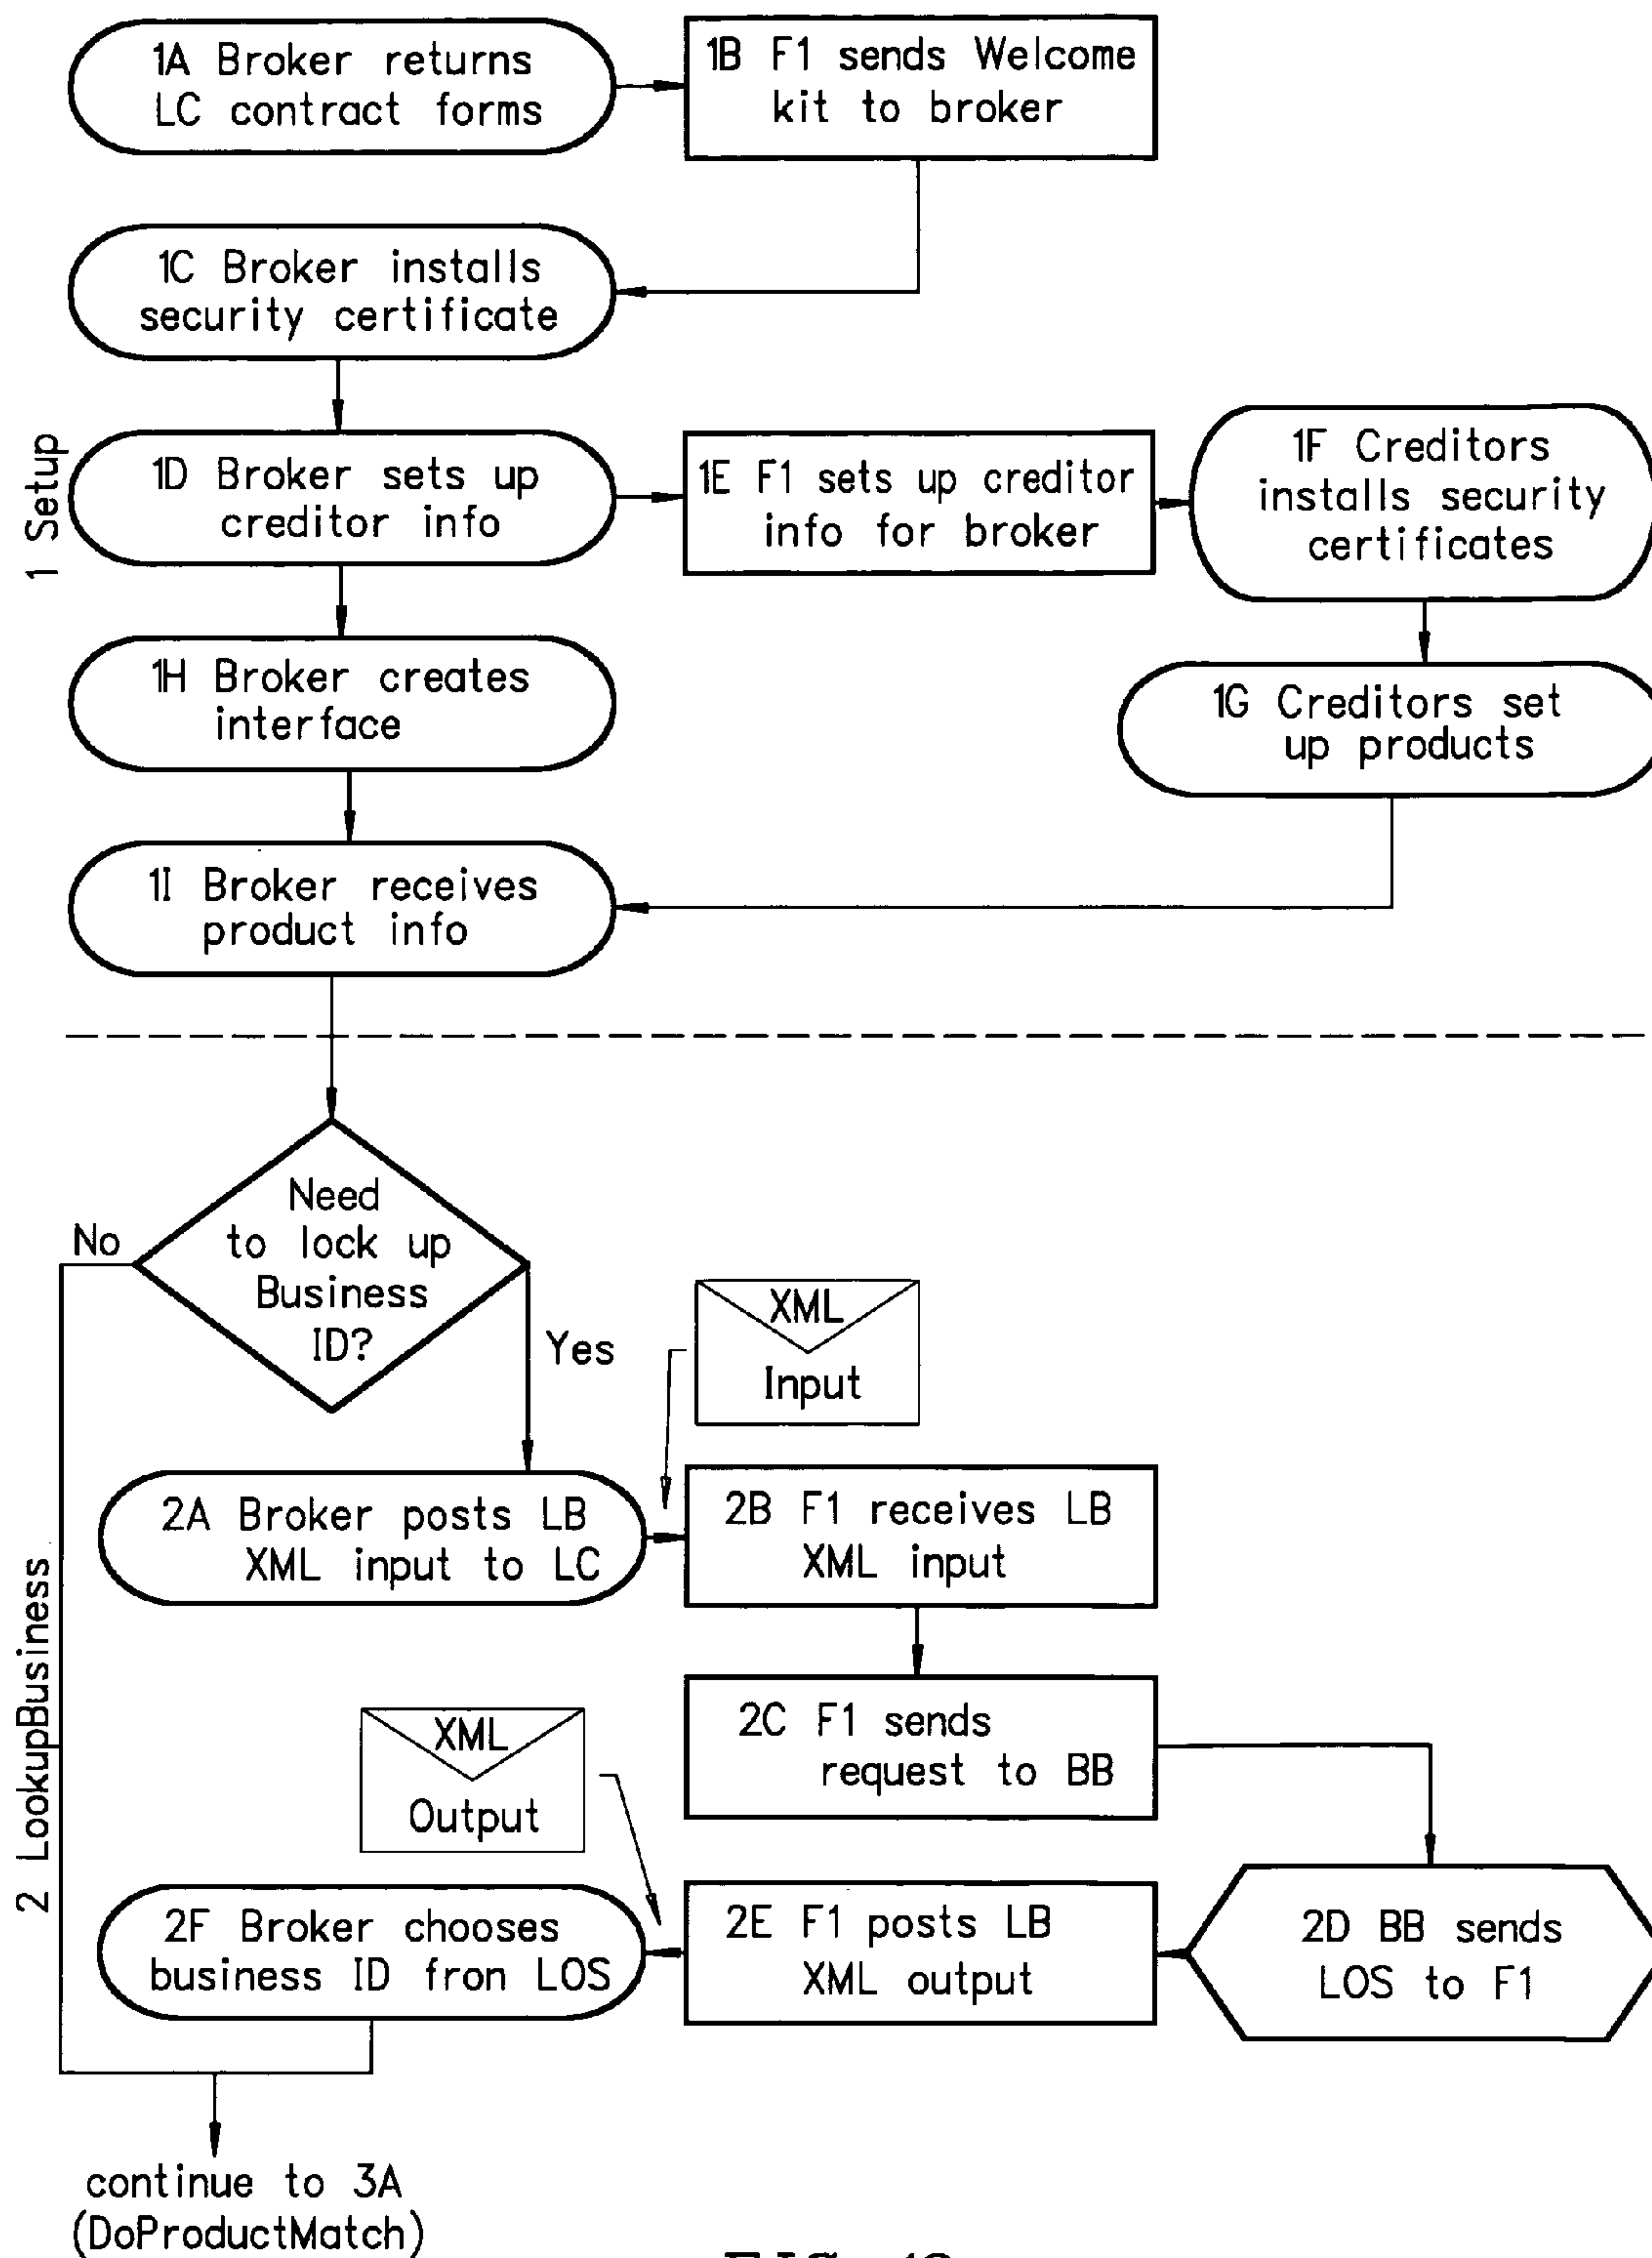 1A Broker returns
LC contract forms
1B F1 sends Welcome
kit to broker
1C Broker installs
security certificate
1 Setup
1D Broker sets up
creditor info
1E F1 sets up creditor
info for broker
1F Creditors
installs security
certificates
1H Broker creates
interface
1G Creditors set
up products
1I Broker receives
product info
Need
to lock up
Business
ID?
No
Yes
XML
Input
2 LookupBusiness
2A Broker posts LB
XML input to LC
2B F1 receives LB
XML input
2C F1 sends
request to BB
XML
Output
2F Broker chooses
business ID fron LOS
2E F1 posts LB
XML output
2D BB sends
LOS to F1
continue to 3A
(DoProductMatch)